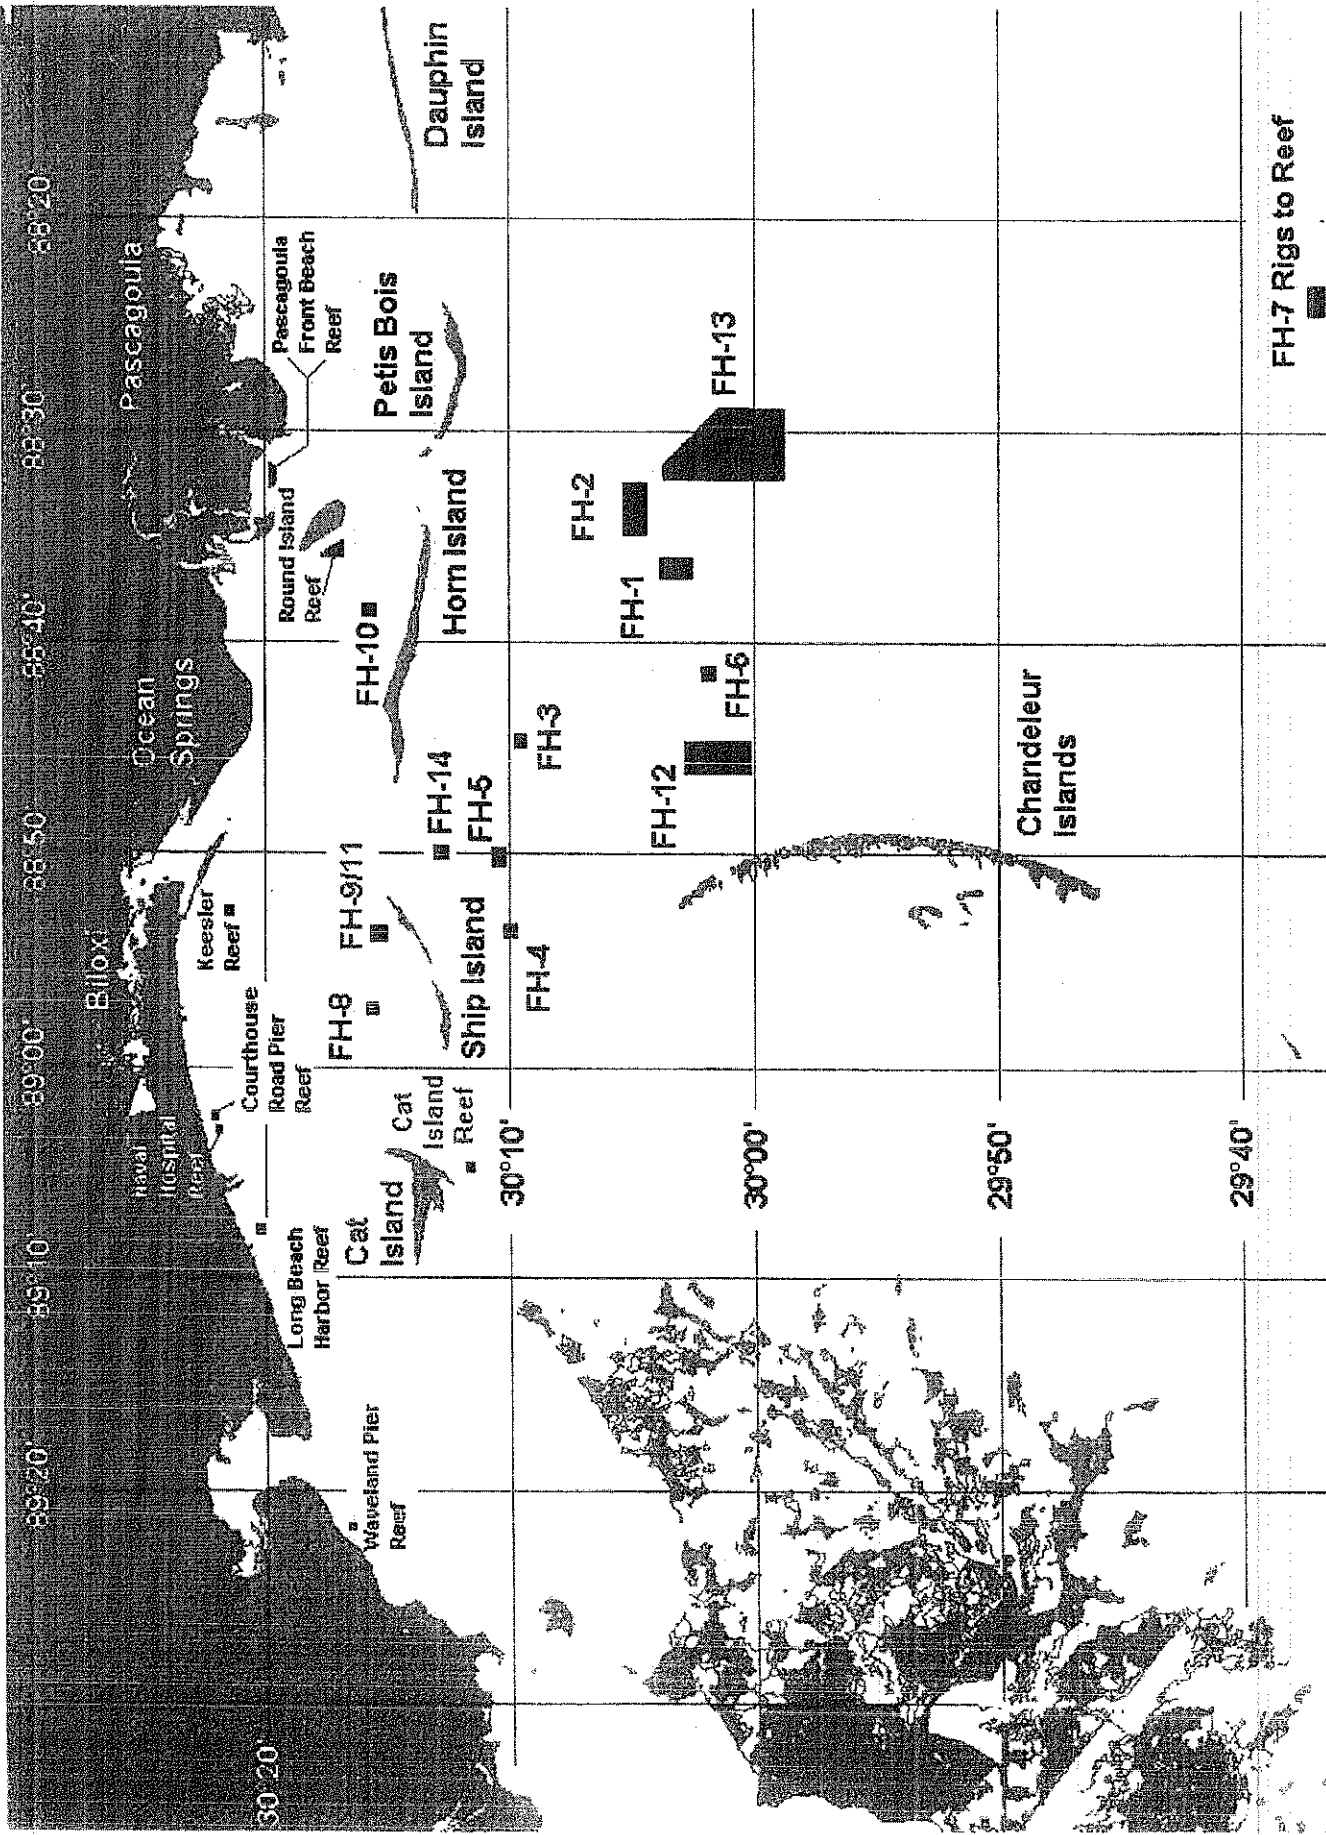 89°20'
89°10'
89°00'
88°50'
88°40'
88°30'
88°20'
Biloxi
Ocean
Springs
Pascagoula
Naval
Hospital
Reef
Courthouse
Road Pier
Reef
Keesler
Reef
30°20'
Long Beach
Harbor Reef
Waveland Pier
Reef
Round Island
Reef
Pascagoula
Front Beach
Reef
Cat
Island
Cat
Island
Reef
FH-8
FH-9/11
FH-10
Petis Bois
Island
Dauphin
Island
Ship Island
FH-14
FH-5
Horn Island
30°10'
FH-4
FH-3
FH-2
FH-1
FH-13
FH-12
FH-6
30°00'
Chandeleur
Islands
29°50'
29°40'
FH-7 Rigs to Reef